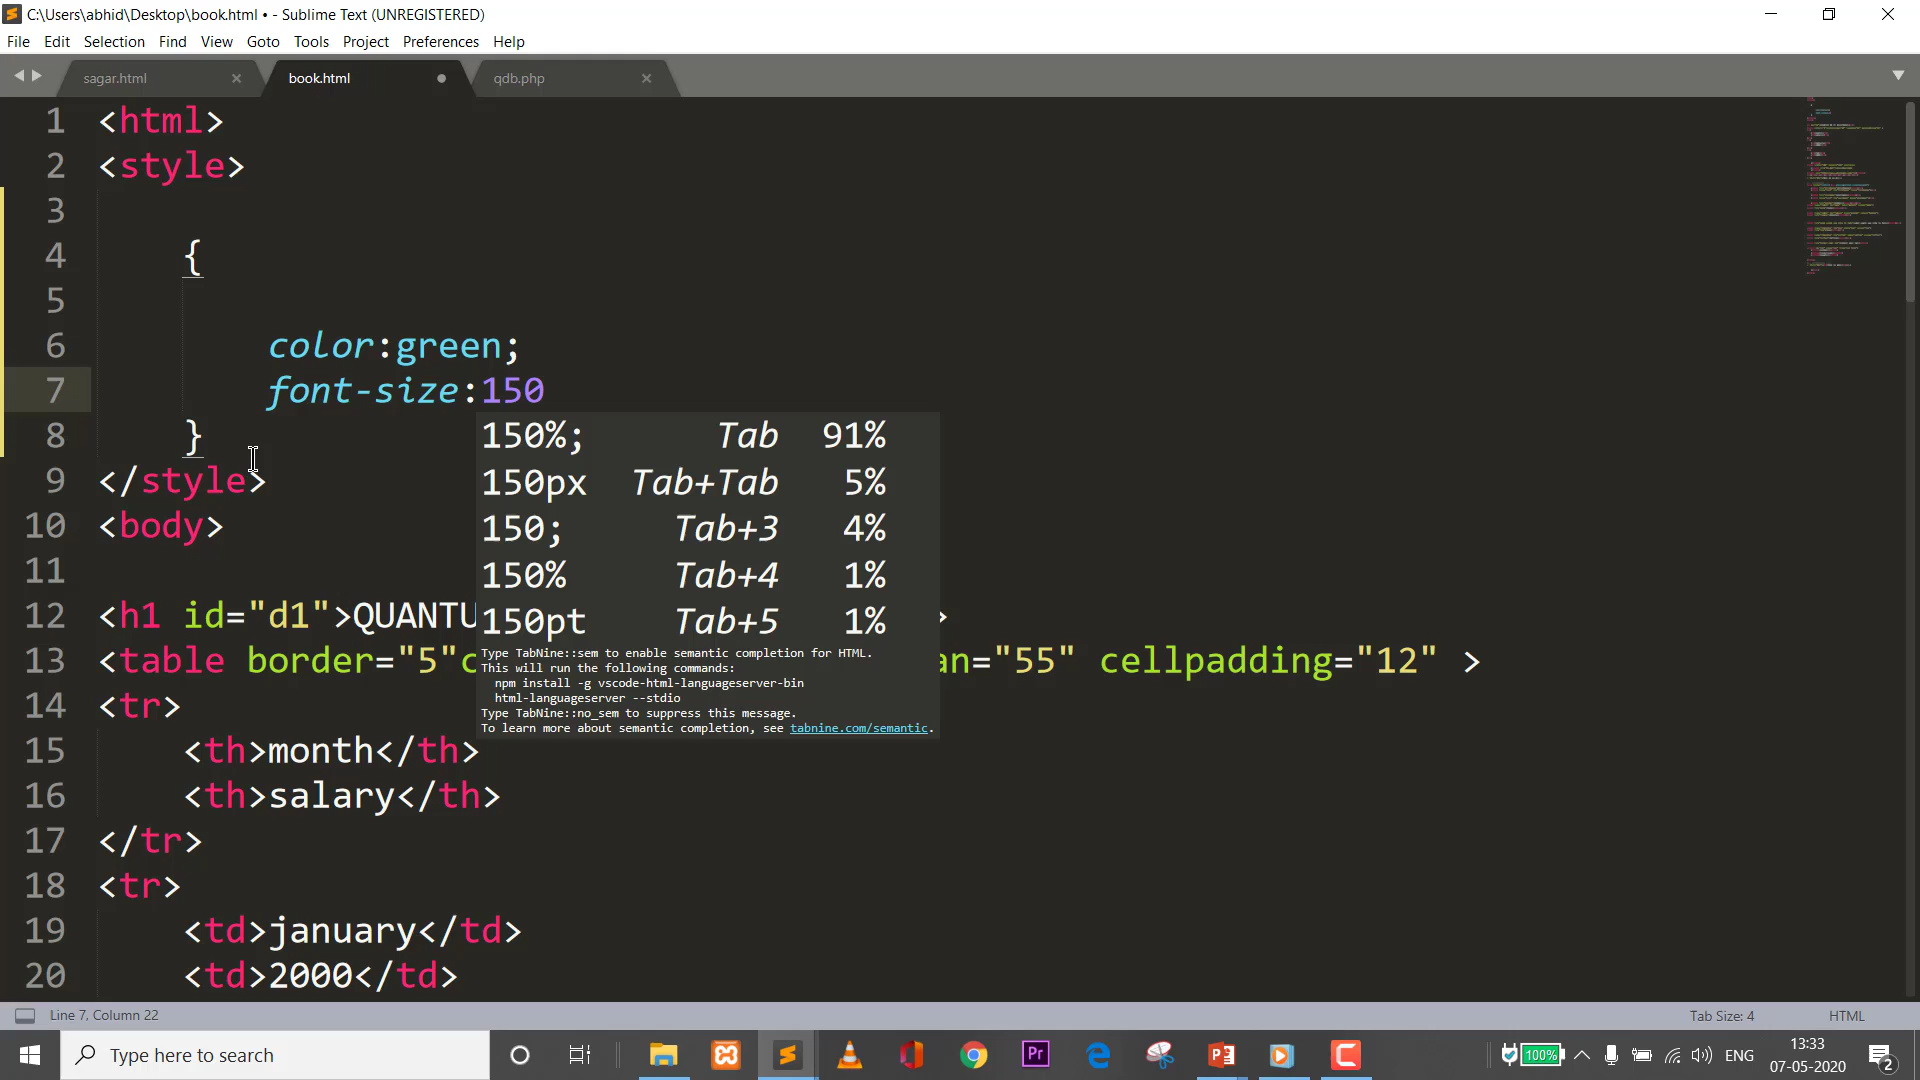 C:\Users\abhid\Desktop\book.html • - Sublime Text (UNREGISTERED)
File Edit Selection Find View Goto Tools Project Preferences Help
sagar.html × book.html qdb.php ×
1 <html>
2 <style>
3
4 {
5
6 color:green;
7 font-size:150
8 }
9 </style>
10 <body>
11
12 <h1 id="d1">QUANTU >
13 <table border="5"c an="55" cellpadding="12" >
14 <tr>
15 <th>month</th>
16 <th>salary</th>
17 </tr>
18 <tr>
19 <td>january</td>
20 <td>2000</td>
150%; Tab 91%
150px Tab+Tab 5%
150; Tab+3 4%
150% Tab+4 1%
150pt Tab+5 1%
Type TabNine::sem to enable semantic completion for HTML.
This will run the following commands:
npm install -g vscode-html-languageserver-bin
html-languageserver --stdio
Type TabNine::no_sem to suppress this message.
To learn more about semantic completion, see tabnine.com/semantic.
Line 7, Column 22 Tab Size: 4 HTML
Type here to search
Pr
100%
ENG
13:33
07-05-2020
2